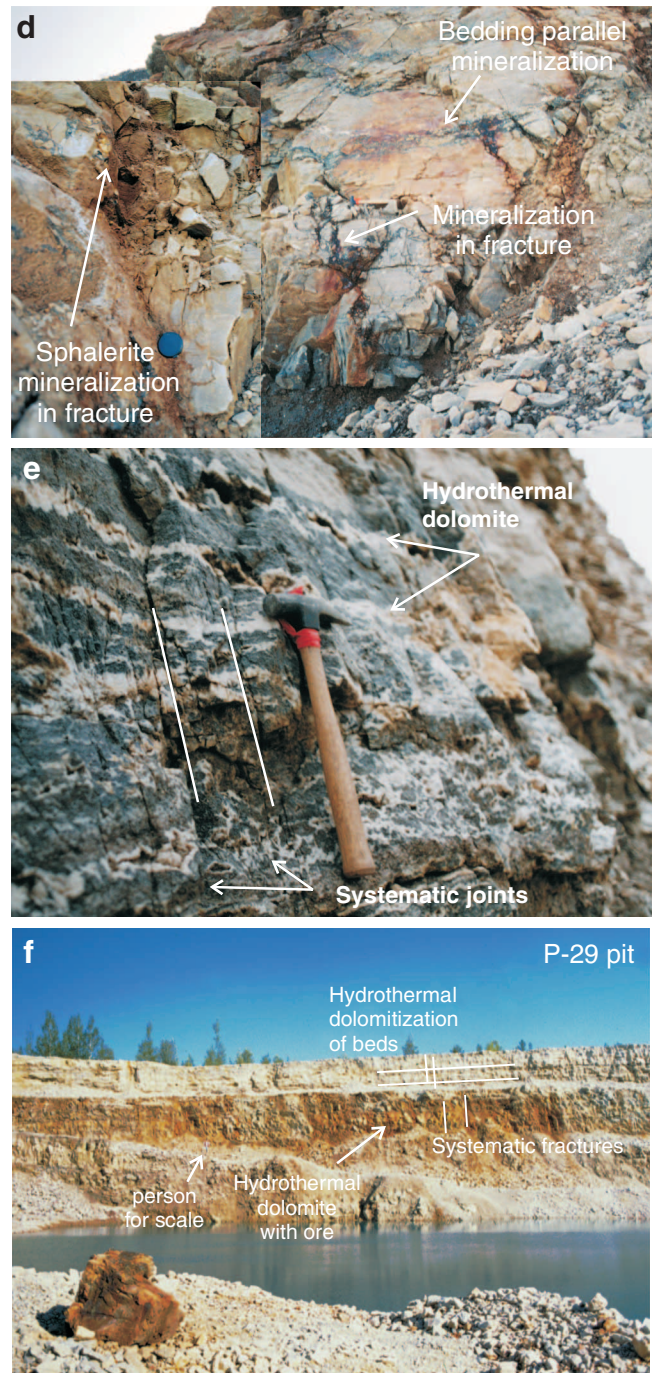 d
Bedding parallel
mineralization
Mineralization
in fracture
Sphalerite
mineralization
in fracture
e
Hydrothermal
dolomite
Systematic joints
f
P-29 pit
Hydrothermal
dolomitization
of beds
Systematic fractures
person
for scale
Hydrothermal
dolomite
with ore